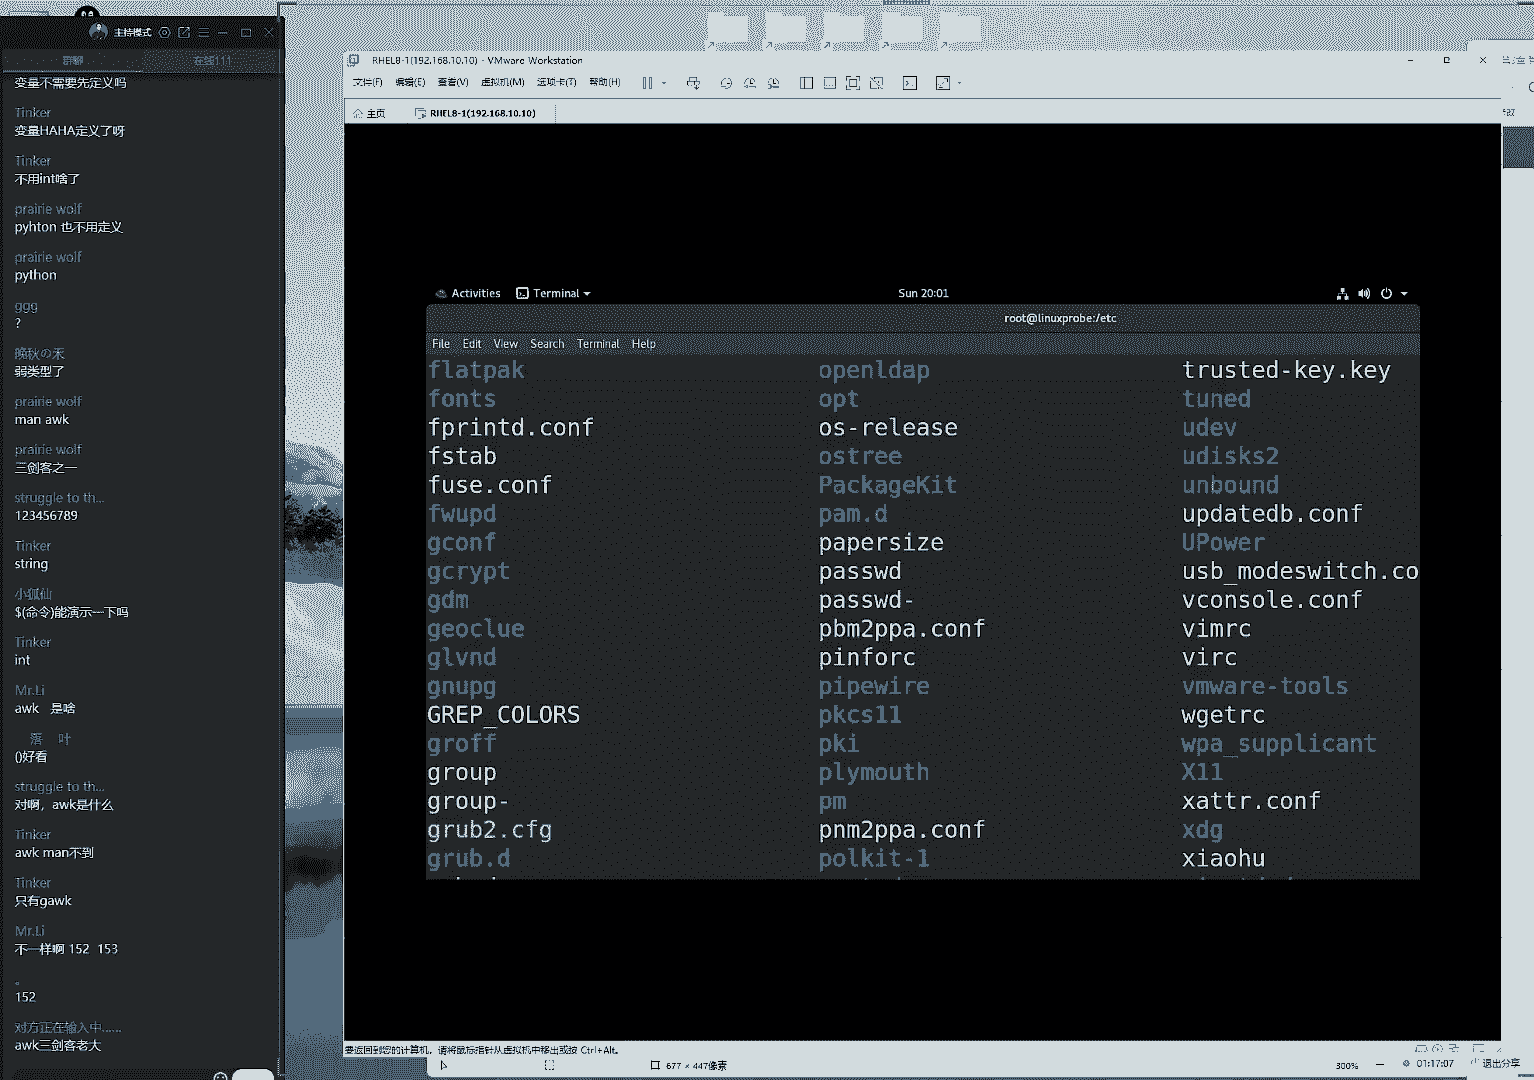 主持模式
群聊
在线111
变量不需要先定义吗
Tinker
变量HAHA定义了呀
Tinker
不用int啥了
prairie wolf
pyhton 也不用定义
prairie wolf
python
ggg
?
晚秋の禾
弱类型了
prairie wolf
man awk
prairie wolf
三剑客之一
struggle to th...
123456789
Tinker
string
小狐仙
$(命令)能演示一下吗
Tinker
int
Mr.Li
awk 是啥
落 叶
()好看
struggle to th...
对啊，awk是什么
Tinker
awk man不到
Tinker
只有gawk
Mr.Li
不一样啊 152 153
。
152
对方正在输入中......
awk三剑客老大
RHEL8-1(192.168.10.10) - VMware Workstation
文件(F) 编辑(E) 查看(V) 虚拟机(M) 选项卡(T) 帮助(H)
主页 RHEL8-1(192.168.10.10)
Activities Terminal Sun 20:01
root@linuxprobe:/etc
File Edit View Search Terminal Help
flatpak openldap trusted-key.key
fonts opt tuned
fprintd.conf os-release udev
fstab ostree udisks2
fuse.conf PackageKit unbound
fwupd pam.d updatedb.conf
gconf papersize UPower
gcrypt passwd usb_modeswitch.co
gdm passwd- vconsole.conf
geoclue pbm2ppa.conf vimrc
glvnd pinforc virc
gnupg pipewire vmware-tools
GREP_COLORS pkcs11 wgetrc
groff pki wpa_supplicant
group plymouth X11
group- pm xattr.conf
grub2.cfg pnm2ppa.conf xdg
grub.d polkit-1 xiaohu
要返回到您的计算机，请将鼠标指针从虚拟机中移出或按 Ctrl+Alt。
677 × 447像素
300%
01:17:07
退出分享